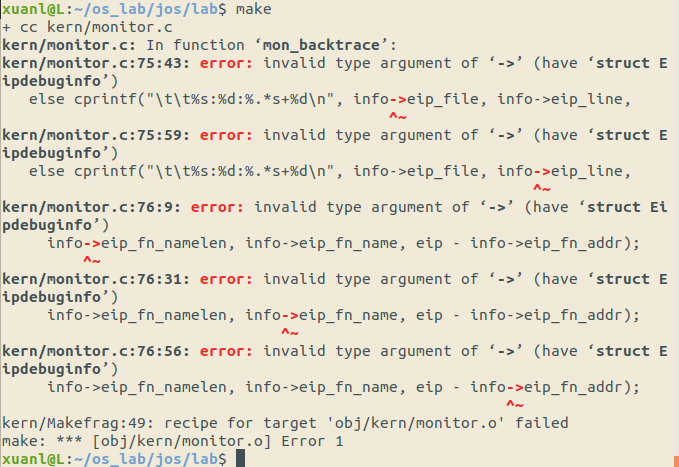 xuanl@L:~/os_lab/jos/lab$ make
+ cc kern/monitor.c
kern/monitor.c: In function ‘mon_backtrace’:
kern/monitor.c:75:43: error: invalid type argument of ‘->’ (have ‘struct E
ipdebuginfo’)
   else cprintf("\t\t%s:%d:%.*s+%d\n", info->eip_file, info->eip_line,
                                           ^~
kern/monitor.c:75:59: error: invalid type argument of ‘->’ (have ‘struct E
ipdebuginfo’)
   else cprintf("\t\t%s:%d:%.*s+%d\n", info->eip_file, info->eip_line,
                                                           ^~
kern/monitor.c:76:9: error: invalid type argument of ‘->’ (have ‘struct Ei
pdebuginfo’)
     info->eip_fn_namelen, info->eip_fn_name, eip - info->eip_fn_addr);
         ^~
kern/monitor.c:76:31: error: invalid type argument of ‘->’ (have ‘struct E
ipdebuginfo’)
     info->eip_fn_namelen, info->eip_fn_name, eip - info->eip_fn_addr);
                               ^~
kern/monitor.c:76:56: error: invalid type argument of ‘->’ (have ‘struct E
ipdebuginfo’)
     info->eip_fn_namelen, info->eip_fn_name, eip - info->eip_fn_addr);
                                                        ^~
kern/Makefrag:49: recipe for target 'obj/kern/monitor.o' failed
make: *** [obj/kern/monitor.o] Error 1
xuanl@L:~/os_lab/jos/lab$